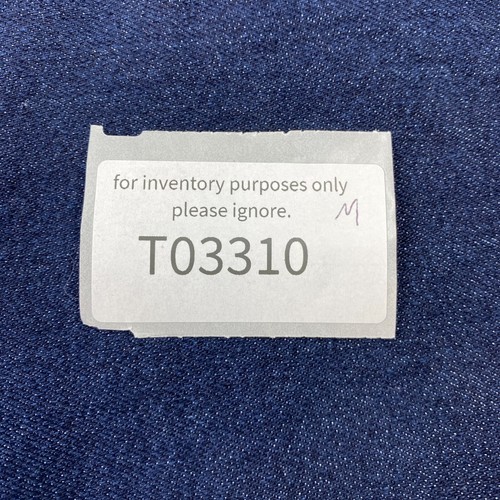 for inventory purposes only
please ignore.
M
T03310